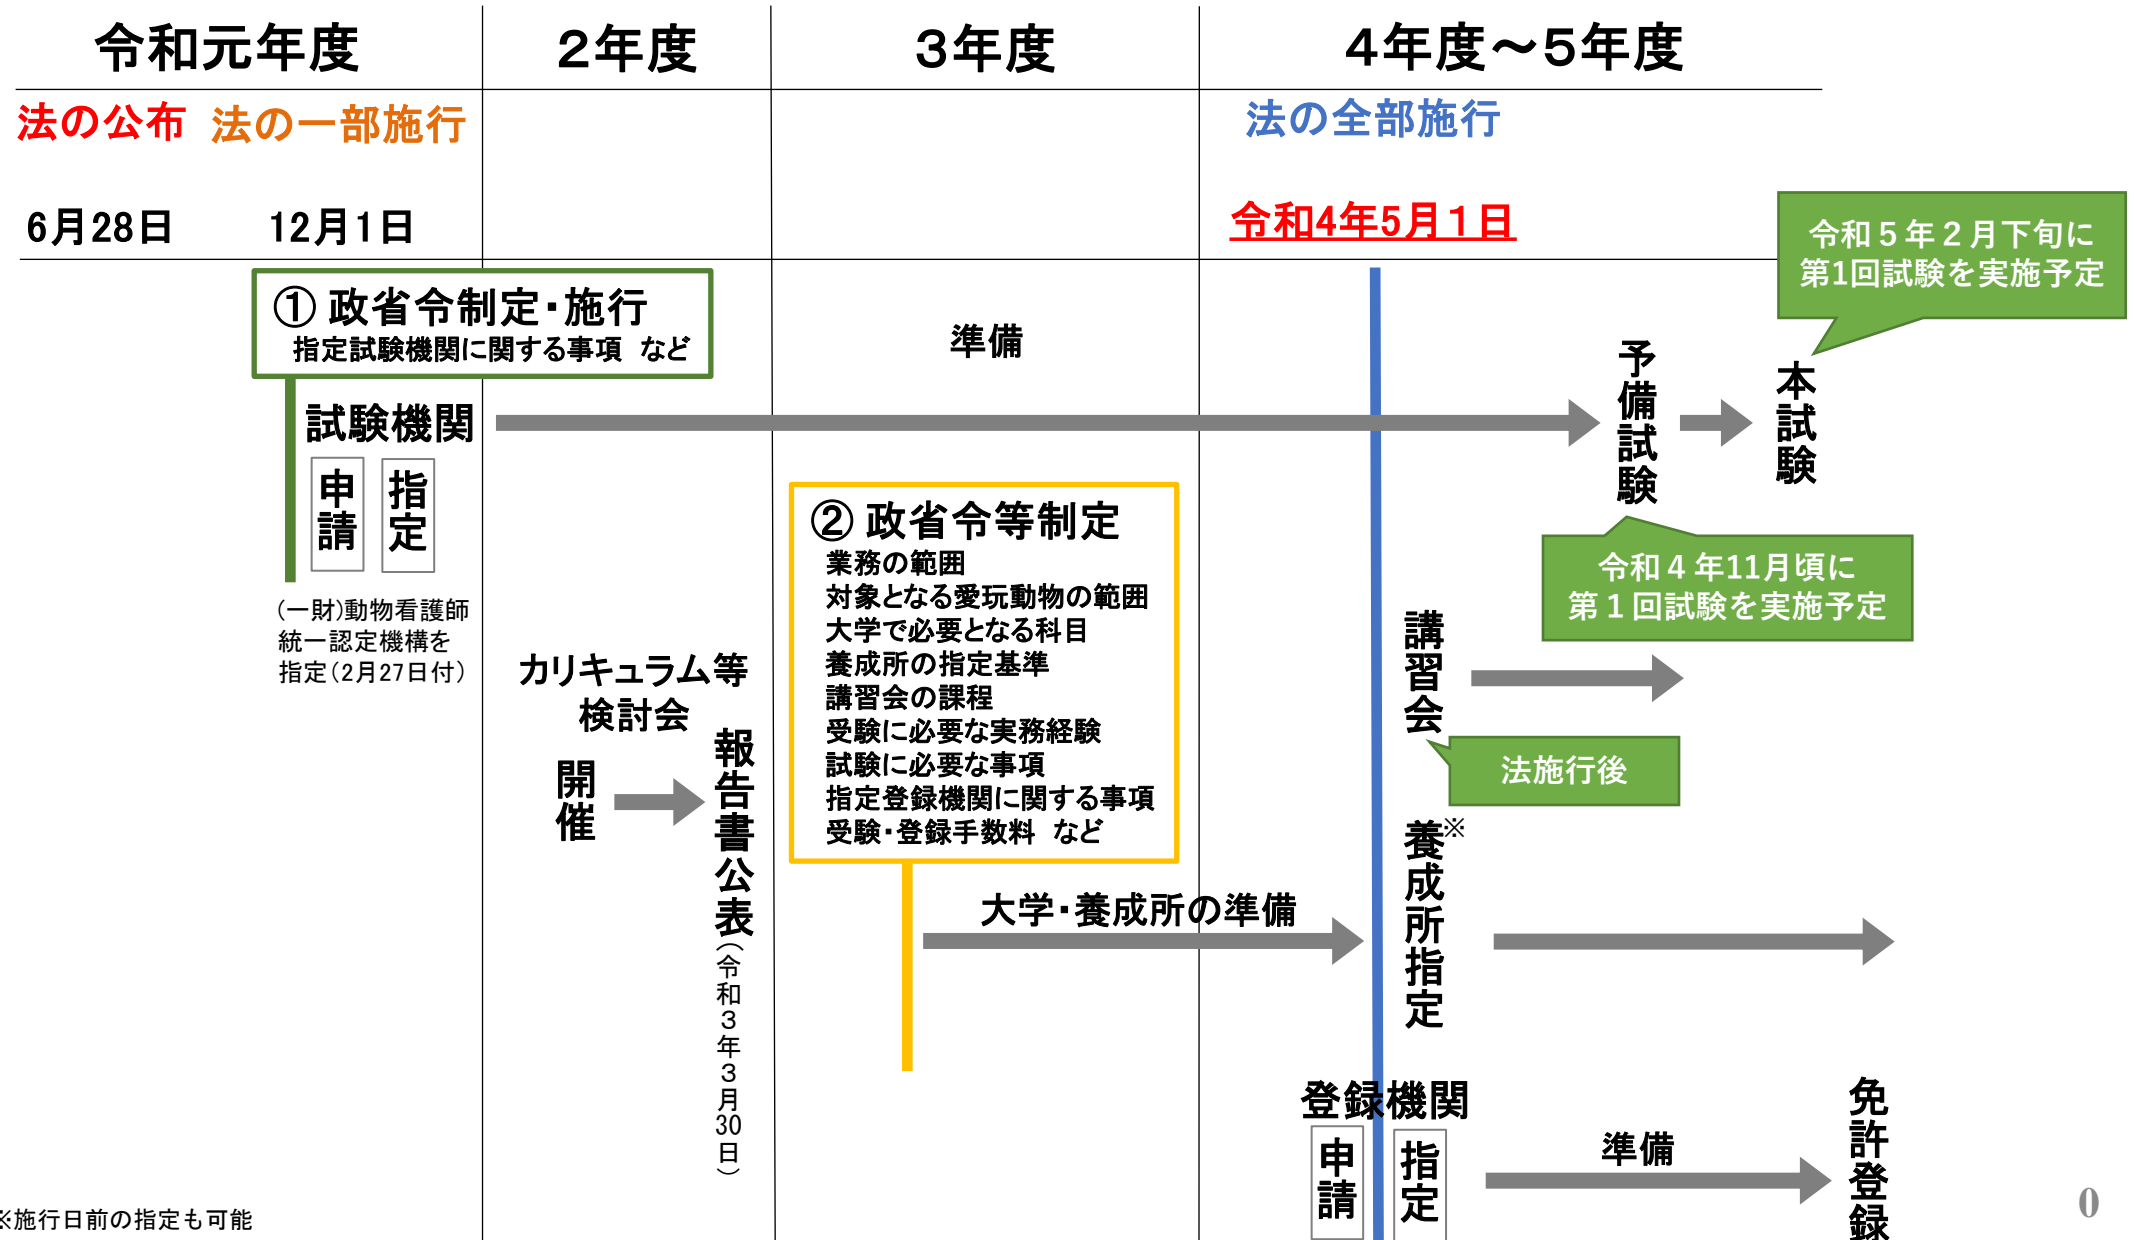 令和元年度
2年度
3年度
4年度～5年度
法の公布
法の一部施行
法の全部施行
6月28日
12月1日
令和4年5月1日
令和５年２月下旬に
第1回試験を実施予定
① 政省令制定・施行
指定試験機関に関する事項 など
準備
試験機関
申請
指定
予備試験
本試験
(一財)動物看護師
統一認定機構を
指定(2月27日付)
令和４年11月頃に
第１回試験を実施予定
② 政省令等制定
業務の範囲
対象となる愛玩動物の範囲
大学で必要となる科目
養成所の指定基準
講習会の課程
受験に必要な実務経験
試験に必要な事項
指定登録機関に関する事項
受験・登録手数料 など
カリキュラム等
検討会
開催
報告書公表(令和3年3月30日)
講習会
法施行後
大学・養成所の準備
養成所指定※
登録機関
申請
指定
準備
免許登録
※施行日前の指定も可能
0